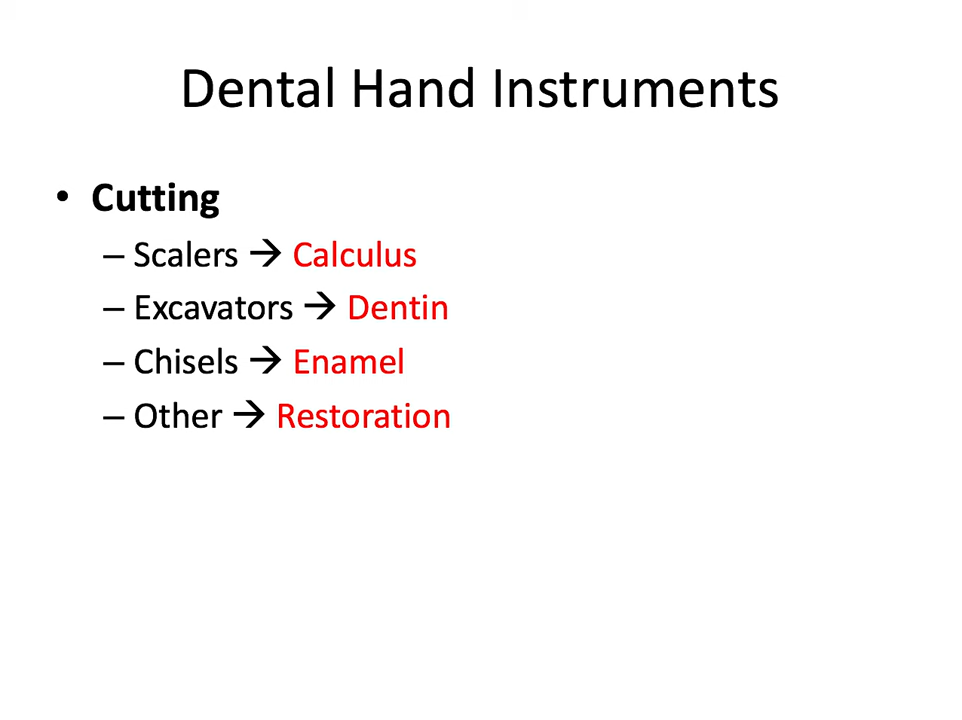 Dental Hand Instruments
• Cutting
– Scalers → Calculus
– Excavators → Dentin
– Chisels → Enamel
– Other → Restoration